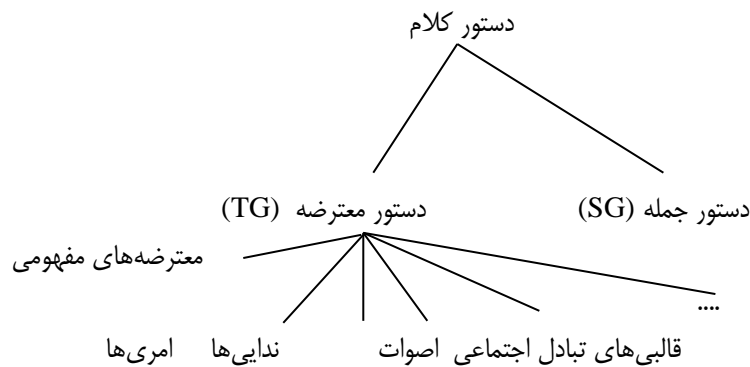 دستور کلام
دستور جمله (SG)
دستور معترضه (TG)
معترضه‌های مفهومی
....
قالبی‌های تبادل اجتماعی اصوات ندایی‌ها امری‌ها